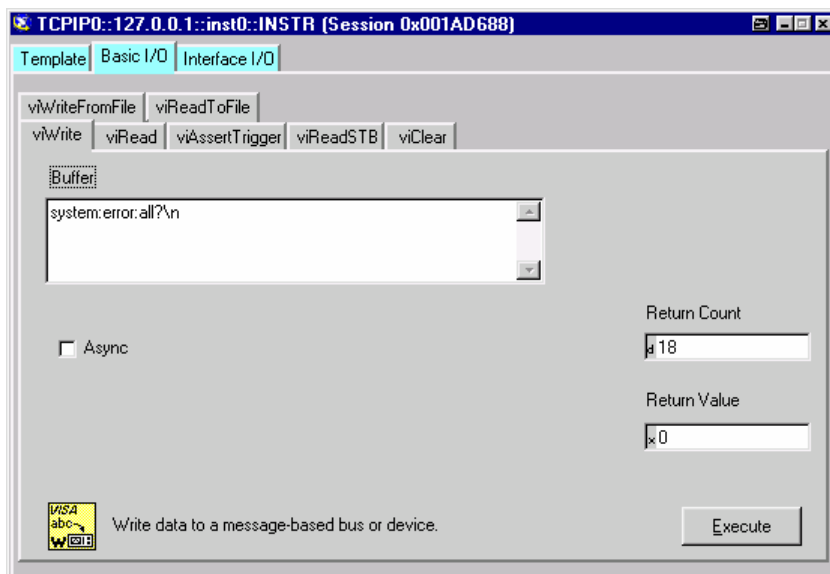 TCPIP0::127.0.0.1::inst0::INSTR (Session 0x001AD688)
Template Basic I/O Interface I/O
viWriteFromFile viReadToFile
viWrite viRead viAssertTrigger viReadSTB viClear
Buffer
system:error:all?\n
Return Count
Async
d 18
Return Value
x 0
VISA
abc
W
Write data to a message-based bus or device.
Execute